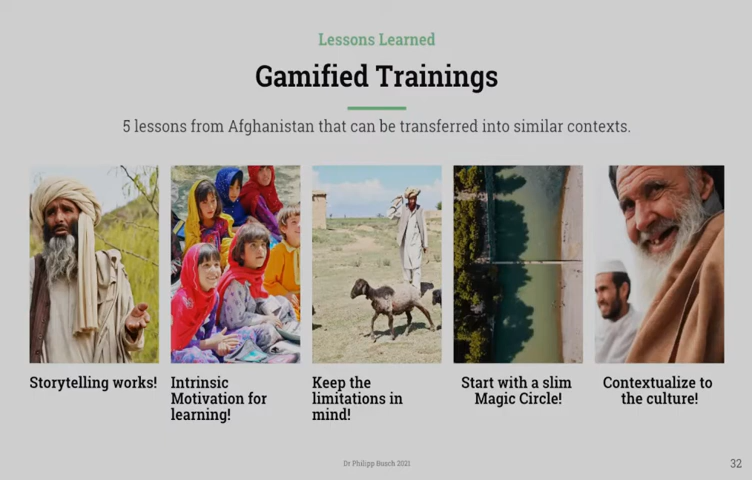 Lessons Learned
Gamified Trainings
5 lessons from Afghanistan that can be transferred into similar contexts.
Storytelling works!
Intrinsic
Motivation for
learning!
Keep the
limitations in
mind!
Start with a slim
Magic Circle!
Contextualize to
the culture!
Dr Philipp Busch 2021
32